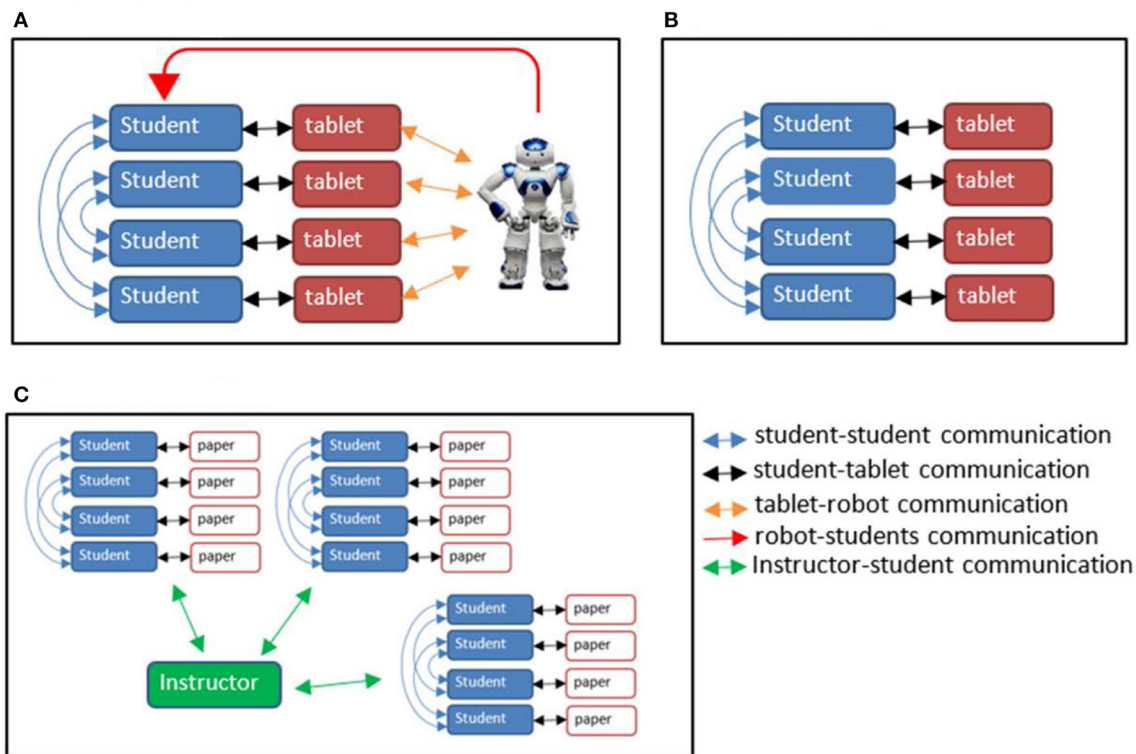 A
B
Student tablet
Student tablet
Student tablet
Student tablet
Student tablet
Student tablet
Student tablet
Student tablet
C
Student paper Student paper
Student paper Student paper
Student paper Student paper
Student paper Student paper
Student paper
Student paper
Student paper
Student paper
Instructor
student-student communication
student-tablet communication
tablet-robot communication
robot-students communication
Instructor-student communication